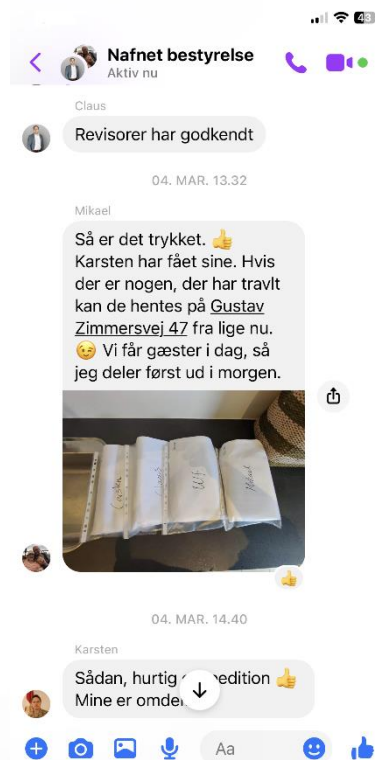 43
Nafnet bestyrelse
Aktiv nu
Claus
Revisorer har godkendt
04. MAR. 13.32
Mikael
Så er det trykket. 👍
Karsten har fået sine. Hvis
der er nogen, der har travlt
kan de hentes på Gustav
Zimmersvej 47 fra lige nu.
😉 Vi får gæster i dag, så
jeg deler først ud i morgen.
04. MAR. 14.40
Karsten
Sådan, hurtig
👍
Mine er
Aa